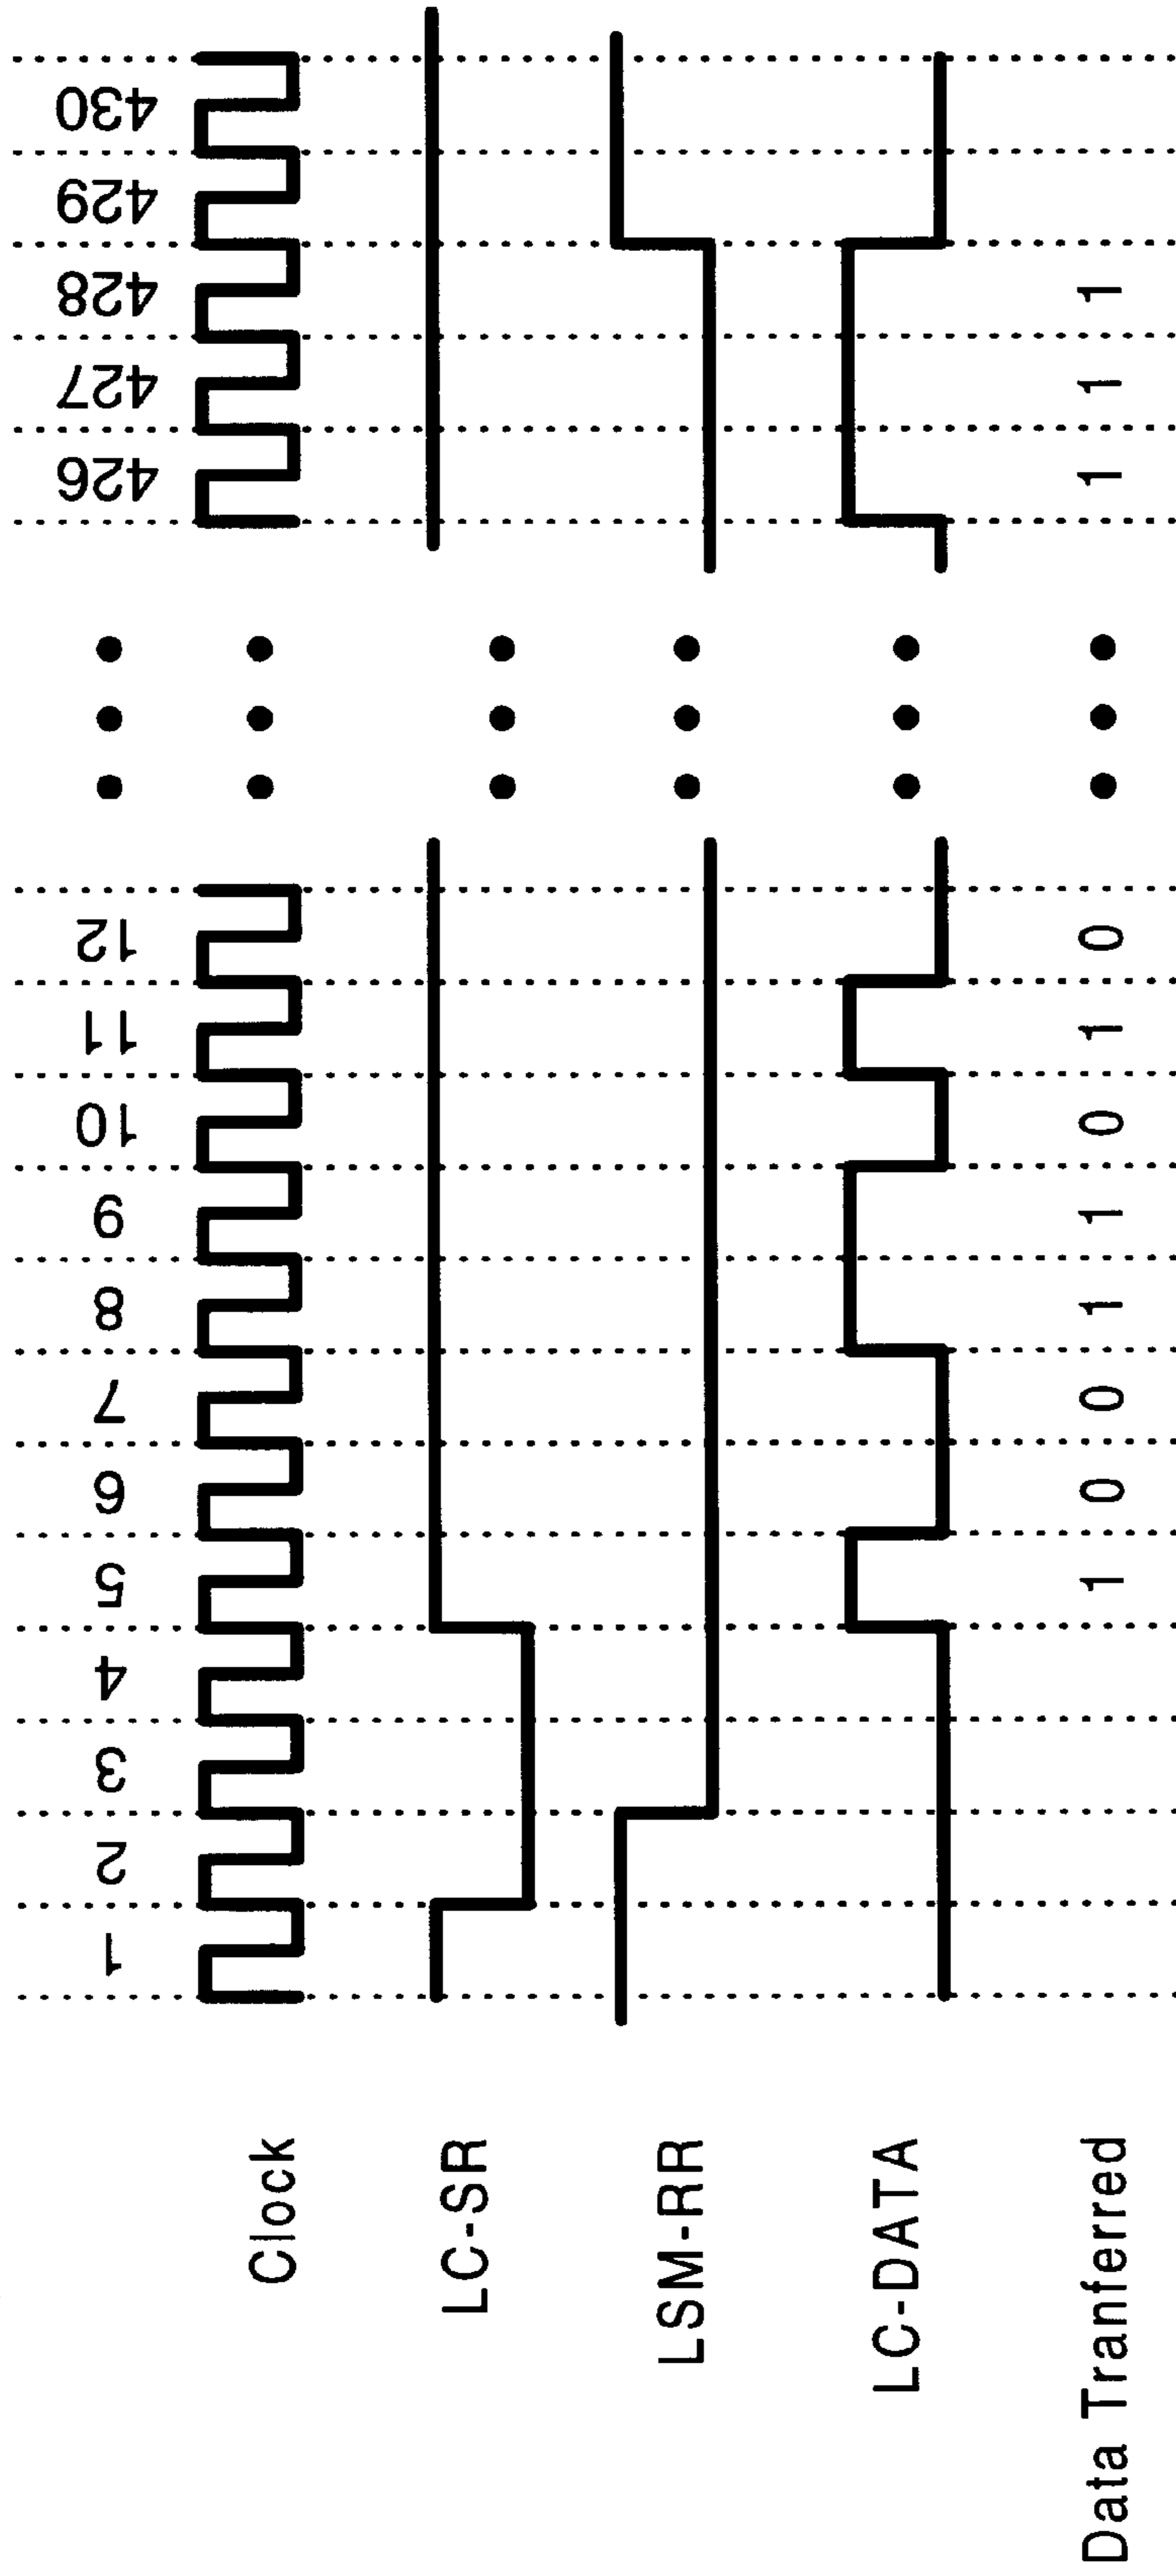 1 2 3 4 5 6 7 8 9 10 11 12 426 427 428 429 430
Clock
LC-SR
LSM-RR
LC-DATA
Data Tranferred 1 0 0 1 1 0 1 0 1 1 1